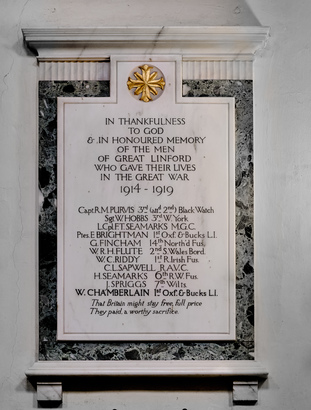 IN THANKFULNESS
TO GOD
& IN HONOURED MEMORY
OF THE MEN
OF GREAT LINFORD
WHO GAVE THEIR LIVES
IN THE GREAT WAR
1914 - 1919
Capt. R.M. PURVIS 3rd (att. 2nd) Black Watch
Sgt. W. HOBBS 3rd W. York
L.Cpl. F.T. SEAMARKS M.G.C.
Ptes. E. BRIGHTMAN 1st Oxf. & Bucks L.I.
G. FINCHAM 14th North'd Fus.
W.R.H. FLUTE 2nd S. Wales Bord.
W.C. RIDDY 1st R. Irish Fus.
C.L. SAPWELL R.A.V.C.
H. SEAMARKS 6th R.W. Fus.
J. SPRIGGS 7th Wilts
W. CHAMBERLAIN 1st Oxf. & Bucks L.I.
That Britain might stay free, full price
They paid, a worthy sacrifice.